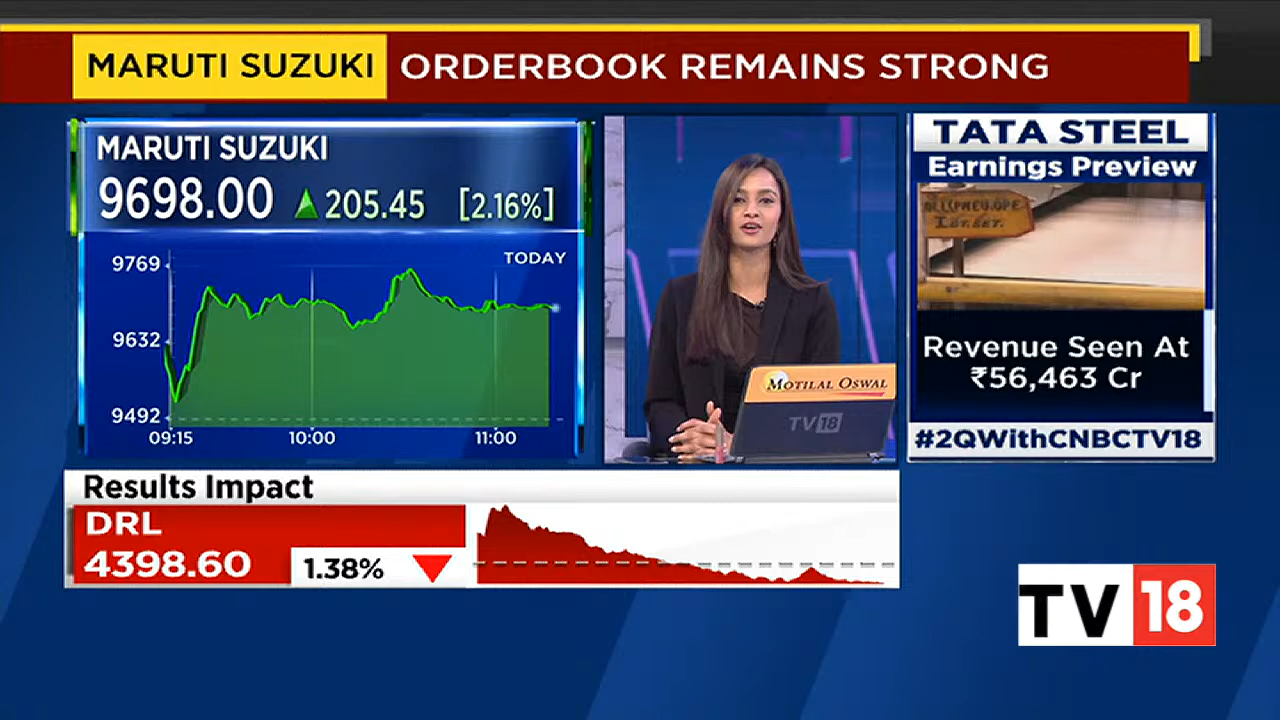 MARUTI SUZUKI ORDERBOOK REMAINS STRONG
MARUTI SUZUKI
9698.00 ▲ 205.45 [2.16%]
TODAY
9769
9632
9492
09:15 10:00 11:00
MOTILAL OSWAL
TV18
TATA STEEL
Earnings Preview
1ST. SET.
Revenue Seen At
₹56,463 Cr
#2QWithCNBCTV18
Results Impact
DRL
4398.60 1.38% ▼
TV18